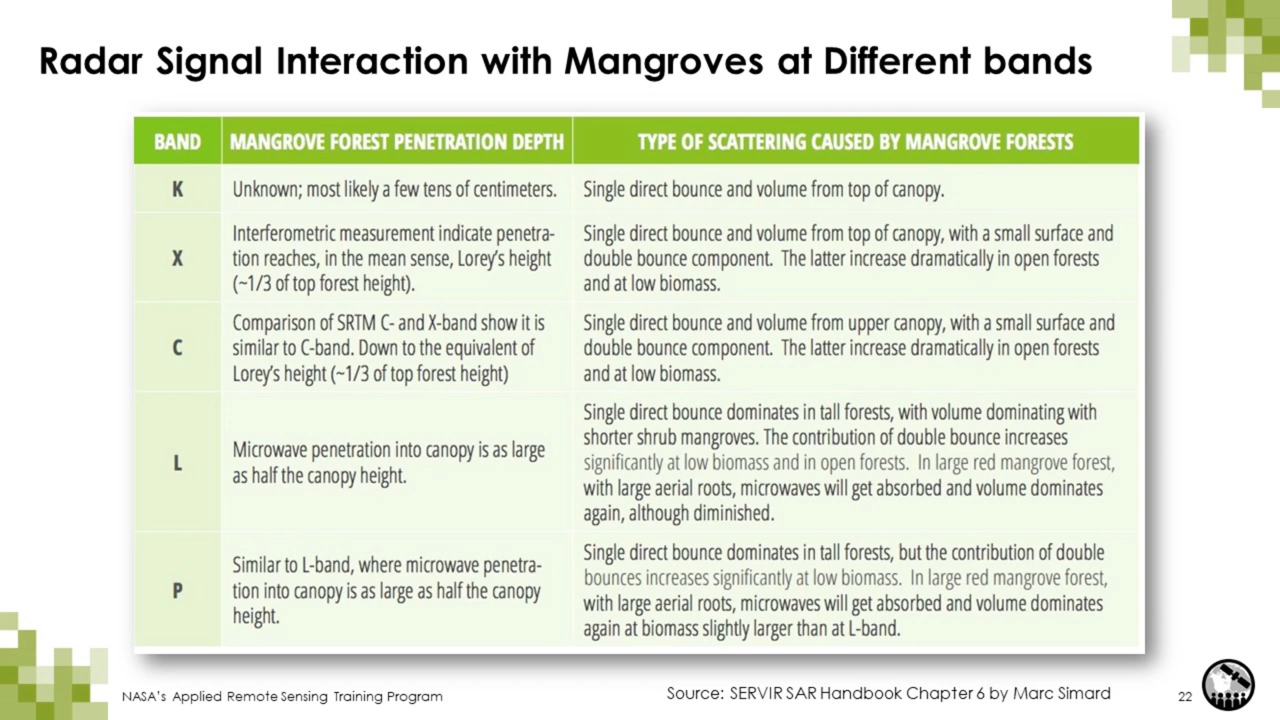 Radar Signal Interaction with Mangroves at Different bands
BAND
MANGROVE FOREST PENETRATION DEPTH
TYPE OF SCATTERING CAUSED BY MANGROVE FORESTS
K
Unknown; most likely a few tens of centimeters.
Single direct bounce and volume from top of canopy.
X
Interferometric measurement indicate penetra-
tion reaches, in the mean sense, Lorey's height
(~1/3 of top forest height).
Single direct bounce and volume from top of canopy, with a small surface and
double bounce component. The latter increase dramatically in open forests
and at low biomass.
C
Comparison of SRTM C- and X-band show it is
similar to C-band. Down to the equivalent of
Lorey's height (~1/3 of top forest height)
Single direct bounce and volume from upper canopy, with a small surface and
double bounce component. The latter increase dramatically in open forests
and at low biomass.
L
Microwave penetration into canopy is as large
as half the canopy height.
Single direct bounce dominates in tall forests, with volume dominating with
shorter shrub mangroves. The contribution of double bounce increases
significantly at low biomass and in open forests. In large red mangrove forest,
with large aerial roots, microwaves will get absorbed and volume dominates
again, although diminished.
P
Similar to L-band, where microwave penetra-
tion into canopy is as large as half the canopy
height.
Single direct bounce dominates in tall forests, but the contribution of double
bounces increases significantly at low biomass. In large red mangrove forest,
with large aerial roots, microwaves will get absorbed and volume dominates
again at biomass slightly larger than at L-band.
NASA's Applied Remote Sensing Training Program
Source: SERVIR SAR Handbook Chapter 6 by Marc Simard
22